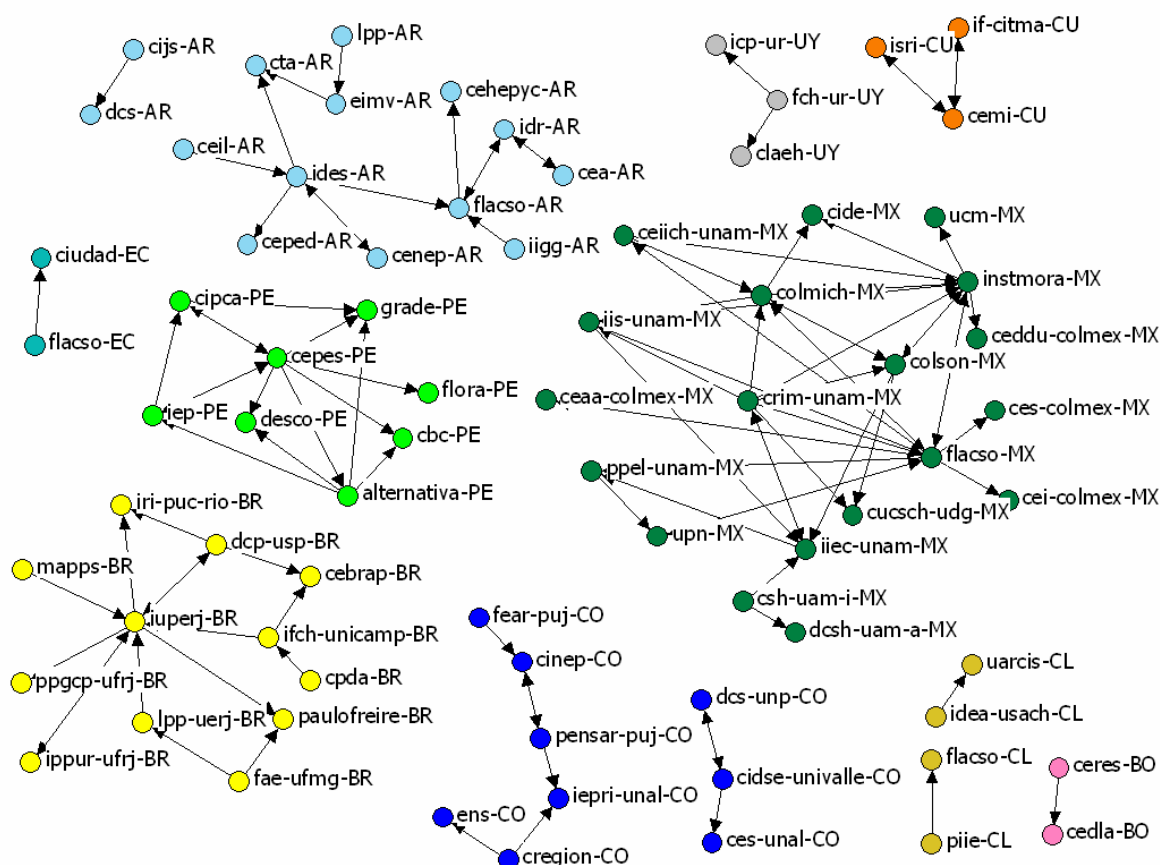 cijs-AR
dcs-AR
lpp-AR
cta-AR
eimv-AR
cehepyc-AR
idr-AR
cea-AR
ceil-AR
ides-AR
flacso-AR
iigg-AR
ceped-AR
cenep-AR
icp-ur-UY
fch-ur-UY
claeh-UY
if-citma-CU
isri-CU
cemi-CU
ciudad-EC
flacso-EC
cipca-PE
grade-PE
cepes-PE
flora-PE
iep-PE
desco-PE
cbc-PE
alternativa-PE
cide-MX
ucm-MX
ceiich-unam-MX
instmora-MX
colmich-MX
iis-unam-MX
ceddu-colmex-MX
colson-MX
ceaa-colmex-MX
crim-unam-MX
ces-colmex-MX
flacso-MX
ppel-unam-MX
cei-colmex-MX
cucsch-udg-MX
upn-MX
iiec-unam-MX
csh-uam-i-MX
dcsh-uam-a-MX
iri-puc-rio-BR
dcp-usp-BR
mapps-BR
cebrap-BR
iuperj-BR
ifch-unicamp-BR
ppgcp-ufrj-BR
cpda-BR
lpp-uerj-BR
paulofreire-BR
ippur-ufrj-BR
fae-ufmg-BR
fear-puj-CO
cinep-CO
pensar-puj-CO
iepri-unal-CO
ens-CO
cregion-CO
dcs-unp-CO
cidse-univalle-CO
ces-unal-CO
uarcis-CL
idea-usach-CL
flacso-CL
piie-CL
ceres-BO
cedla-BO